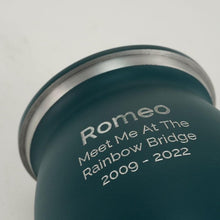 Romeo
Meet Me At The
Rainbow Bridge
2009 - 2022